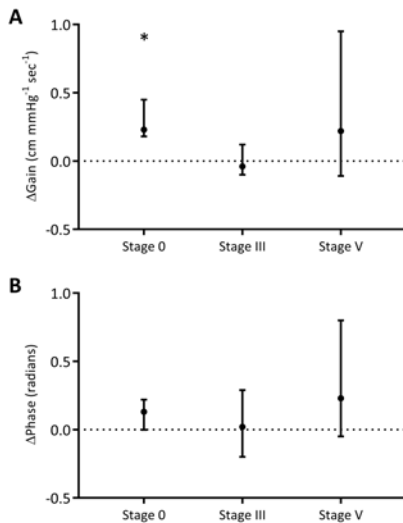 A
*
1.0
0.5
0.0
-0.5
ΔGain (cm mmHg⁻¹ sec⁻¹)
Stage 0 Stage III Stage V
B
1.0
0.5
0.0
-0.5
ΔPhase (radians)
Stage 0 Stage III Stage V